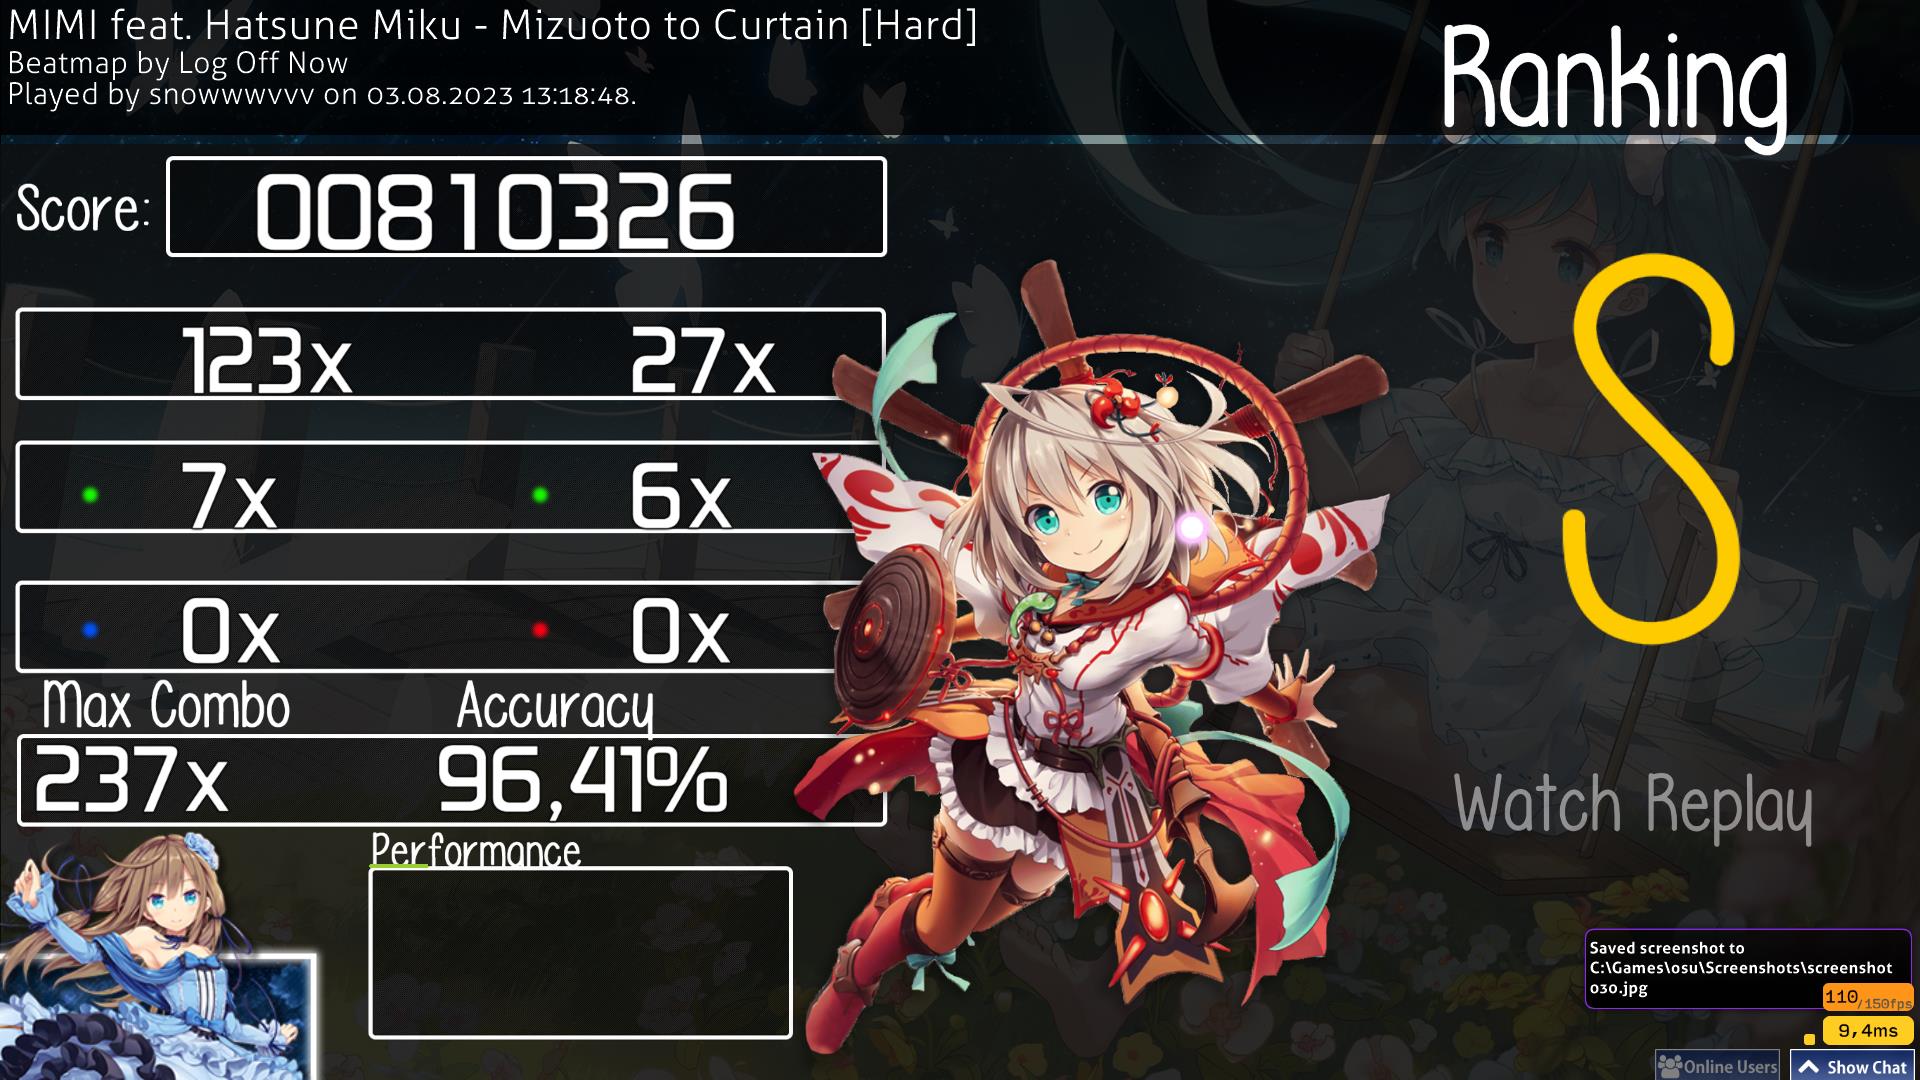 MIMI feat. Hatsune Miku - Mizuoto to Curtain [Hard]
Beatmap by Log Off Now
Played by snowwwvvv on 03.08.2023 13:18:48.
Ranking
Score: 00810326
123x 27x
7x 6x
0x 0x
Max Combo Accuracy
237x 96,41%
Performance
Watch Replay
Saved screenshot to
C:\Games\osu\Screenshots\screenshot
030.jpg
110/150fps
9,4ms
Online Users
Show Chat